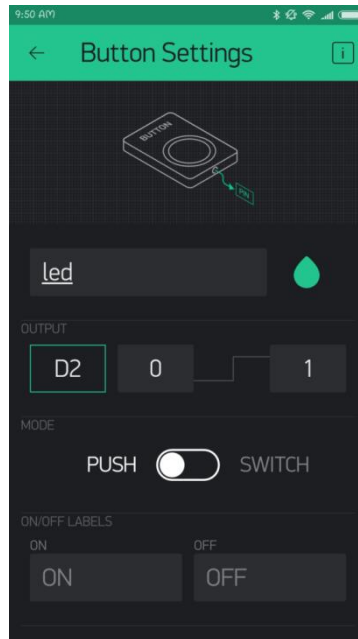 9:50 AM
Button Settings
i
BUTTON
PIN
led
OUTPUT
D2 0 1
MODE
PUSH SWITCH
ON/OFF LABELS
ON OFF
ON OFF